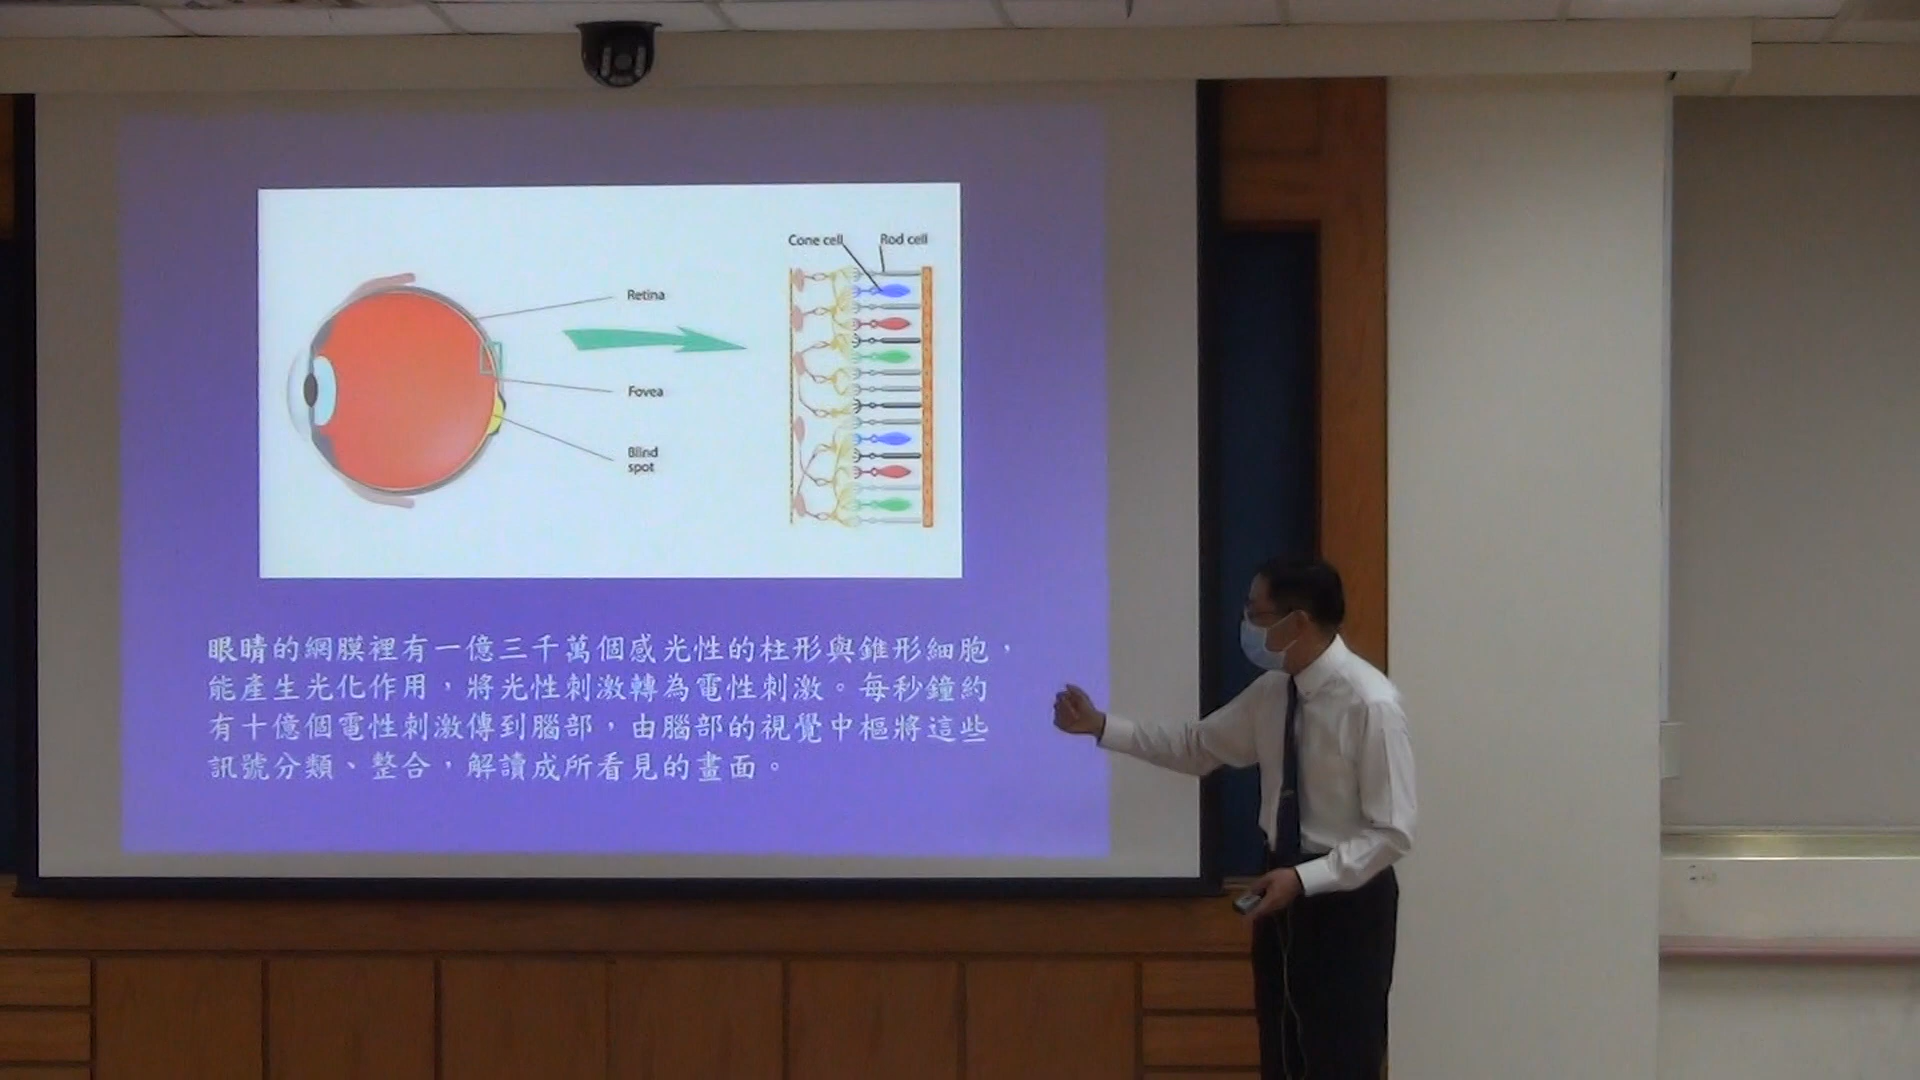 Cone cell
Rod cell
Retina
Fovea
Blind
spot
眼睛的網膜裡有一億三千萬個感光性的柱形與錐形細胞，
能產生光化作用，將光性刺激轉為電性刺激。每秒鐘約
有十億個電性刺激傳到腦部，由腦部的視覺中樞將這些
訊號分類、整合，解讀成所看見的畫面。